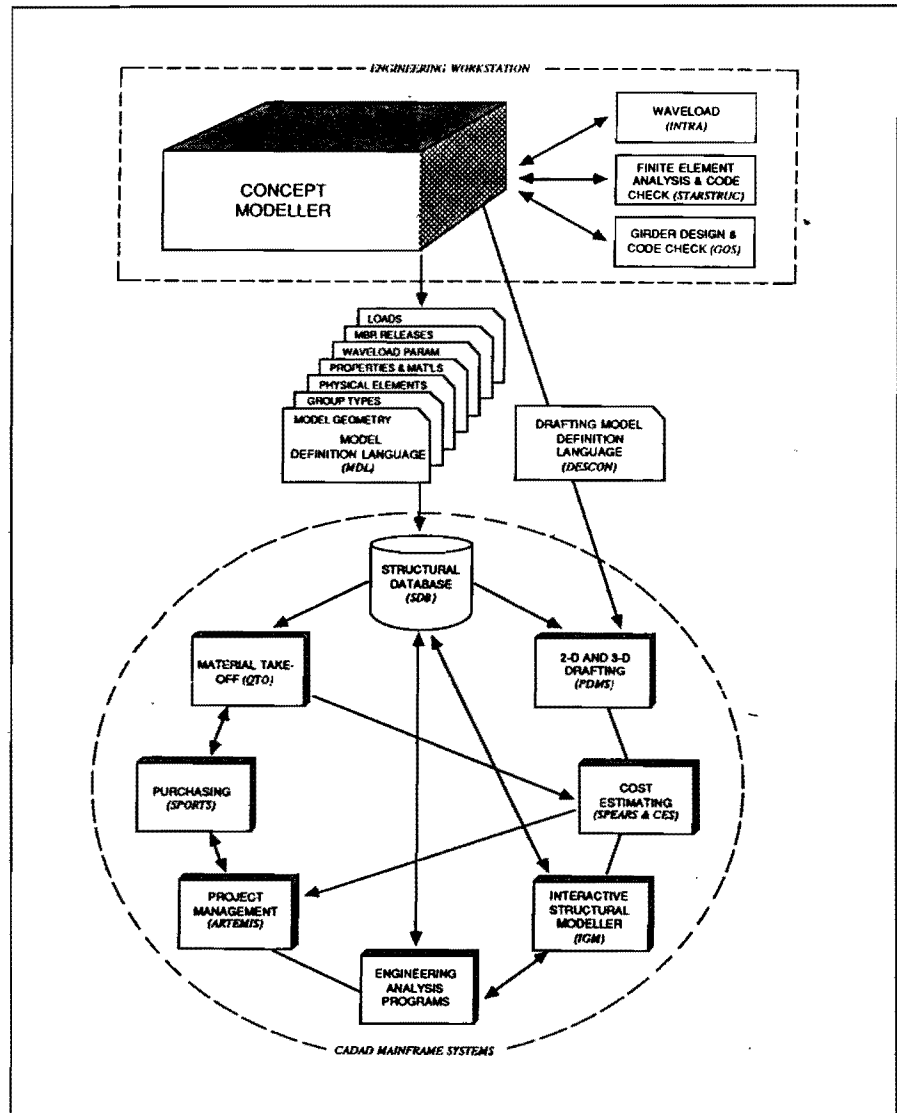 ENGINEERING WORKSTATION
CONCEPT
MODELLER
WAVELOAD
(INTRA)
FINITE ELEMENT
ANALYSIS & CODE
CHECK (STARSTRUC)
GIRDER DESIGN &
CODE CHECK (GOS)
LOADS
MBR RELEASES
WAVELOAD PARAM
PROPERTIES & MAT'LS
PHYSICAL ELEMENTS
GROUP TYPES
MODEL GEOMETRY
MODEL
DEFINITION LANGUAGE
(MDL)
DRAFTING MODEL
DEFINITION
LANGUAGE
(DESCON)
STRUCTURAL
DATABASE
(SDB)
MATERIAL TAKE-
OFF (QTO)
2-D AND 3-D
DRAFTING
(PDMS)
PURCHASING
(SPORTS)
COST
ESTIMATING
(SPEARS & CES)
PROJECT
MANAGEMENT
(ARTEMIS)
INTERACTIVE
STRUCTURAL
MODELLER
(IGM)
ENGINEERING
ANALYSIS
PROGRAMS
CADAD MAINFRAME SYSTEMS